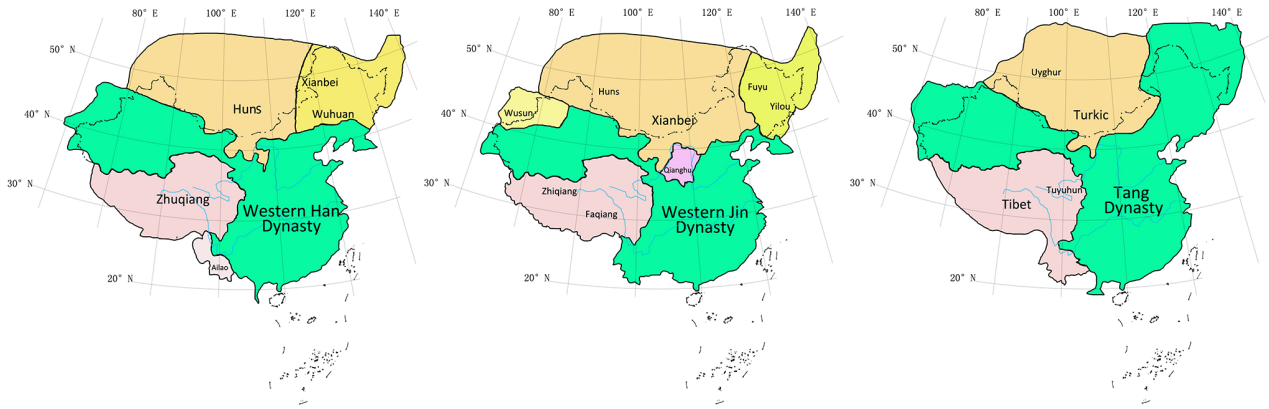 80° E 100° E 120° E 140° E
50° N
40° N
30° N
20° N
Xianbei
Huns
Wuhuan
Zhuqiang
Western Han
Dynasty
Ailao
80° E 100° E 120° E 140° E
50° N
40° N
30° N
20° N
Fuyu
Huns
Yilou
Wusun
Xianbei
Qianghu
Zhiqiang
Faqiang
Western Jin
Dynasty
80° E 100° E 120° E 140° E
50° N
40° N
30° N
20° N
Uyghur
Turkic
Tuyuhun
Tibet
Tang
Dynasty